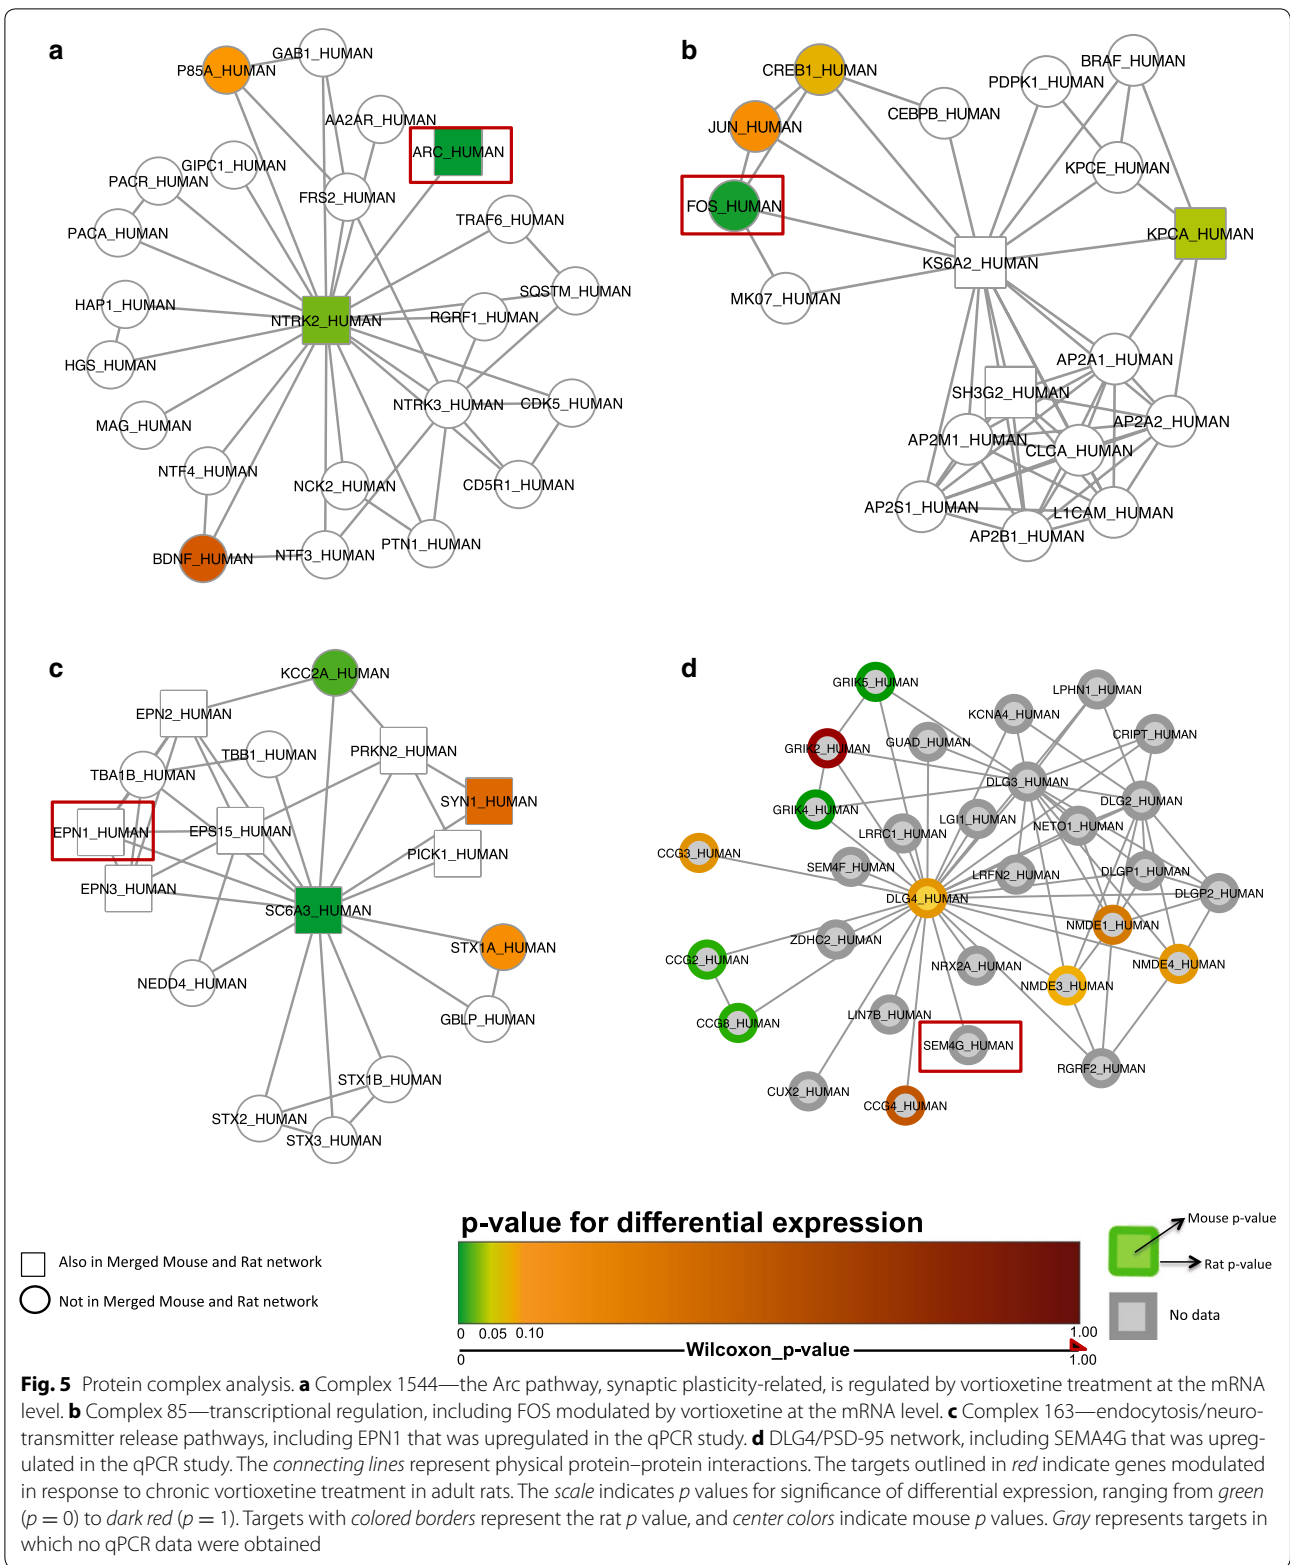 a
P85A_HUMAN
GAB1_HUMAN
AA2AR_HUMAN
ARC_HUMAN
GIPC1_HUMAN
PACR_HUMAN
FRS2_HUMAN
TRAF6_HUMAN
PACA_HUMAN
SQSTM_HUMAN
HAP1_HUMAN
NTRK2_HUMAN
RGRF1_HUMAN
HGS_HUMAN
NTRK3_HUMAN
CDK5_HUMAN
MAG_HUMAN
NTF4_HUMAN
NCK2_HUMAN
CD5R1_HUMAN
BDNF_HUMAN
NTF3_HUMAN
PTN1_HUMAN
b
CREB1_HUMAN
PDPK1_HUMAN
BRAF_HUMAN
JUN_HUMAN
CEBPB_HUMAN
KPCE_HUMAN
FOS_HUMAN
KPCA_HUMAN
KS6A2_HUMAN
MK07_HUMAN
AP2A1_HUMAN
SH3G2_HUMAN
AP2M1_HUMAN
AP2A2_HUMAN
CLCA_HUMAN
AP2S1_HUMAN
L1CAM_HUMAN
AP2B1_HUMAN
c
KCC2A_HUMAN
EPN2_HUMAN
TBB1_HUMAN
PRKN2_HUMAN
TBA1B_HUMAN
SYN1_HUMAN
EPN1_HUMAN
EPS15_HUMAN
PICK1_HUMAN
EPN3_HUMAN
SC6A3_HUMAN
STX1A_HUMAN
NEDD4_HUMAN
GBLP_HUMAN
STX1B_HUMAN
STX2_HUMAN
STX3_HUMAN
d
GRIK5_HUMAN
LPHN1_HUMAN
KCNA4_HUMAN
GRIK2_HUMAN
GUAD_HUMAN
CRIPT_HUMAN
DLG3_HUMAN
GRIK4_HUMAN
DLG2_HUMAN
LGI1_HUMAN
LRRC1_HUMAN
NETO1_HUMAN
CCG3_HUMAN
SEM4F_HUMAN
LRFN2_HUMAN
DLGP1_HUMAN
DLGP2_HUMAN
DLG4_HUMAN
NMDE1_HUMAN
ZDHC2_HUMAN
CCG2_HUMAN
NRX2A_HUMAN
NMDE4_HUMAN
NMDE3_HUMAN
CCG8_HUMAN
LIN7B_HUMAN
SEM4G_HUMAN
RGRF2_HUMAN
CUX2_HUMAN
CCG4_HUMAN
p-value for differential expression
0 0.05 0.10 1.00
Wilcoxon_p-value
0 1.00
Also in Merged Mouse and Rat network
Not in Merged Mouse and Rat network
Mouse p-value
Rat p-value
No data
Fig. 5 Protein complex analysis. a Complex 1544—the Arc pathway, synaptic plasticity-related, is regulated by vortioxetine treatment at the mRNA
level. b Complex 85—transcriptional regulation, including FOS modulated by vortioxetine at the mRNA level. c Complex 163—endocytosis/neuro-
transmitter release pathways, including EPN1 that was upregulated in the qPCR study. d DLG4/PSD-95 network, including SEMA4G that was upreg-
ulated in the qPCR study. The connecting lines represent physical protein–protein interactions. The targets outlined in red indicate genes modulated
in response to chronic vortioxetine treatment in adult rats. The scale indicates p values for significance of differential expression, ranging from green
(p = 0) to dark red (p = 1). Targets with colored borders represent the rat p value, and center colors indicate mouse p values. Gray represents targets in
which no qPCR data were obtained